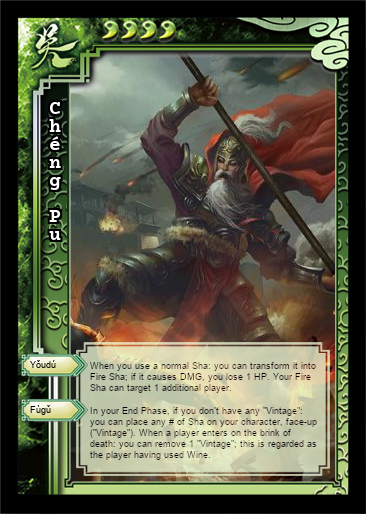 吳
Chéng Pu
Yǒudú
When you use a normal Sha: you can transform it into
Fire Sha; if it causes DMG, you lose 1 HP. Your Fire
Sha can target 1 additional player.
Fùgǔ
In your End Phase, if you don't have any "Vintage":
you can place any # of Sha on your character, face-up
("Vintage"). When a player enters on the brink of
death: you can remove 1 "Vintage"; this is regarded as
the player having used Wine.